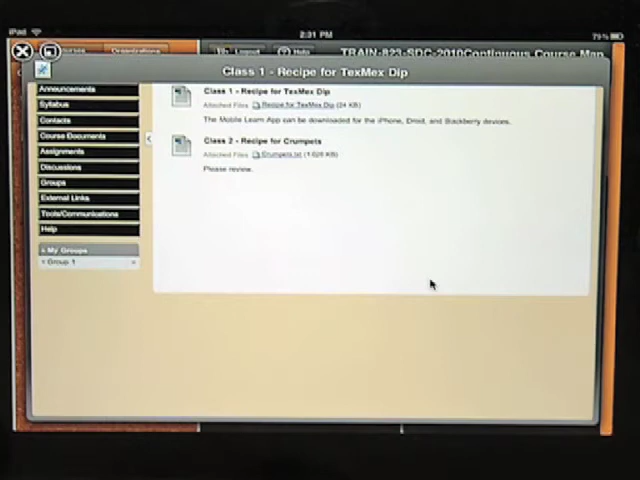 iPad
2:31 PM
79%
Courses
Organizations
Logout
Help
TRAIN-823-SDC-2010Continuous Course Map
Class 1 - Recipe for TexMex Dip
Announcements
Syllabus
Contacts
Course Documents
Assignments
Discussions
Groups
External Links
Tools/Communications
Help
My Groups
Group 1
Class 1 - Recipe for TexMex Dip
Attached Files Recipe for TexMex Dip (24 KB)
The Mobile Learn App can be downloaded for the iPhone, Droid, and Blackberry devices.
Class 2 - Recipe for Crumpets
Attached Files Crumpets.txt (1.626 KB)
Please review.